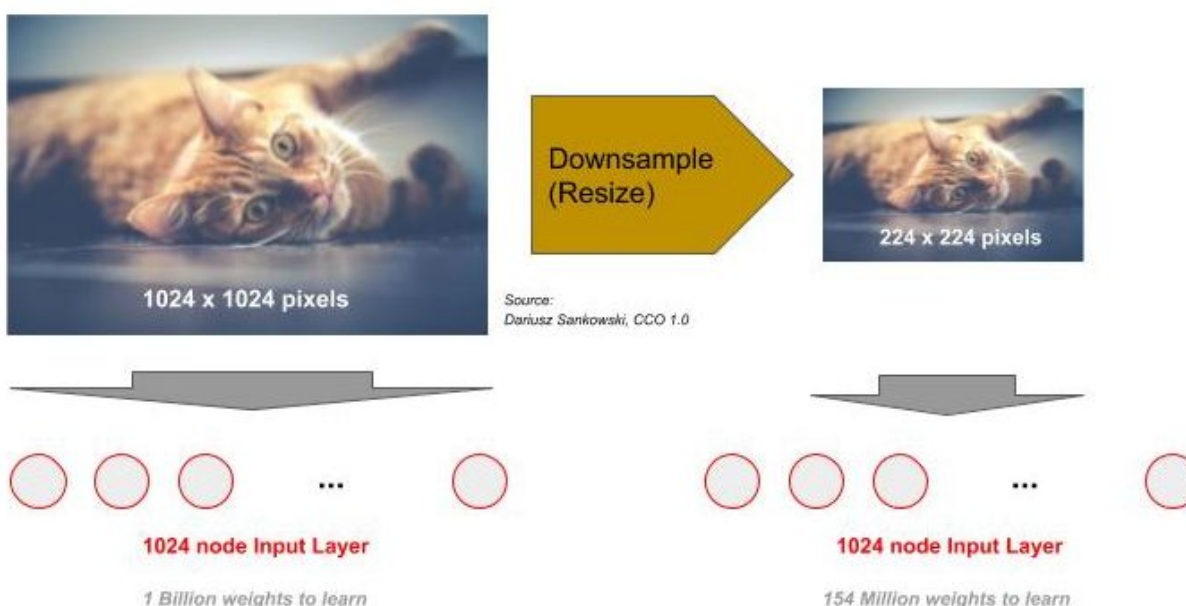 Downsample
(Resize)
224 x 224 pixels
1024 x 1024 pixels
Source:
Dariusz Sankowski, CCO 1.0
...
...
1024 node Input Layer
1024 node Input Layer
1 Billion weights to learn
154 Million weights to learn